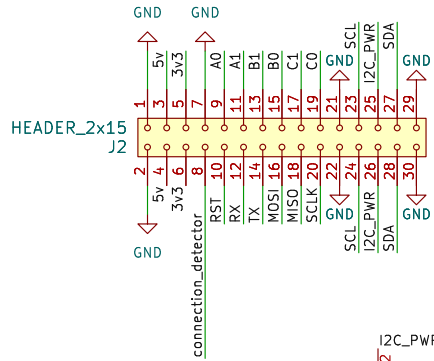 GND
GND
5v
3v3
A0
A1
B1
B0
C1
C0
GND
SCL
I2C_PWR
SDA
GND
1
3
5
7
9
11
13
15
17
19
21
23
25
27
29
HEADER_2x15
J2
2
4
6
8
10
12
14
16
18
20
22
24
26
28
30
GND
5v
3v3
connection_detector
RST
RX
TX
MOSI
MISO
SCLK
GND
SCL
I2C_PWR
SDA
GND
I2C_PWR
2